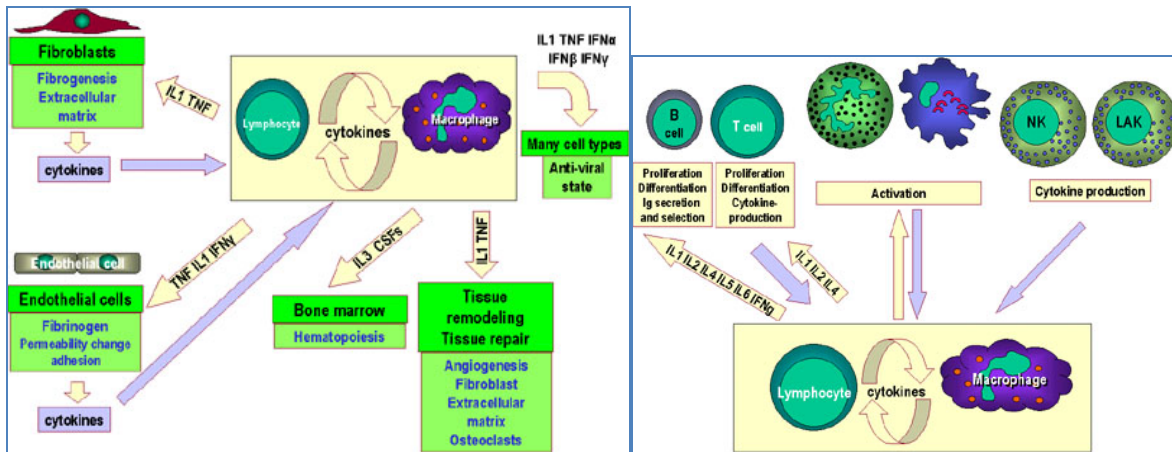 Fibroblasts
Fibrogenesis
Extracellular
matrix
cytokines
IL1 TNF
Lymphocyte
cytokines
Macrophage
IL1 TNF IFNα
IFNβ IFNγ
Many cell types
Anti-viral
state
Endothelial cell
Endothelial cells
Fibrinogen
Permeability change
adhesion
cytokines
TNF IL1 IFNγ
IL3 CSFs
Bone marrow
Hematopoiesis
IL1 TNF
Tissue
remodeling
Tissue repair
Angiogenesis
Fibroblast
Extracellular
matrix
Osteoclasts
B
cell
T cell
NK
LAK
Proliferation
Differentiation
Ig secretion
and selection
Proliferation
Differentiation
Cytokine-
production
Activation
Cytokine production
IL1 IL2 IL4 IL5 IL6 IFNg
IL1 IL2 IL4
Lymphocyte
cytokines
Macrophage